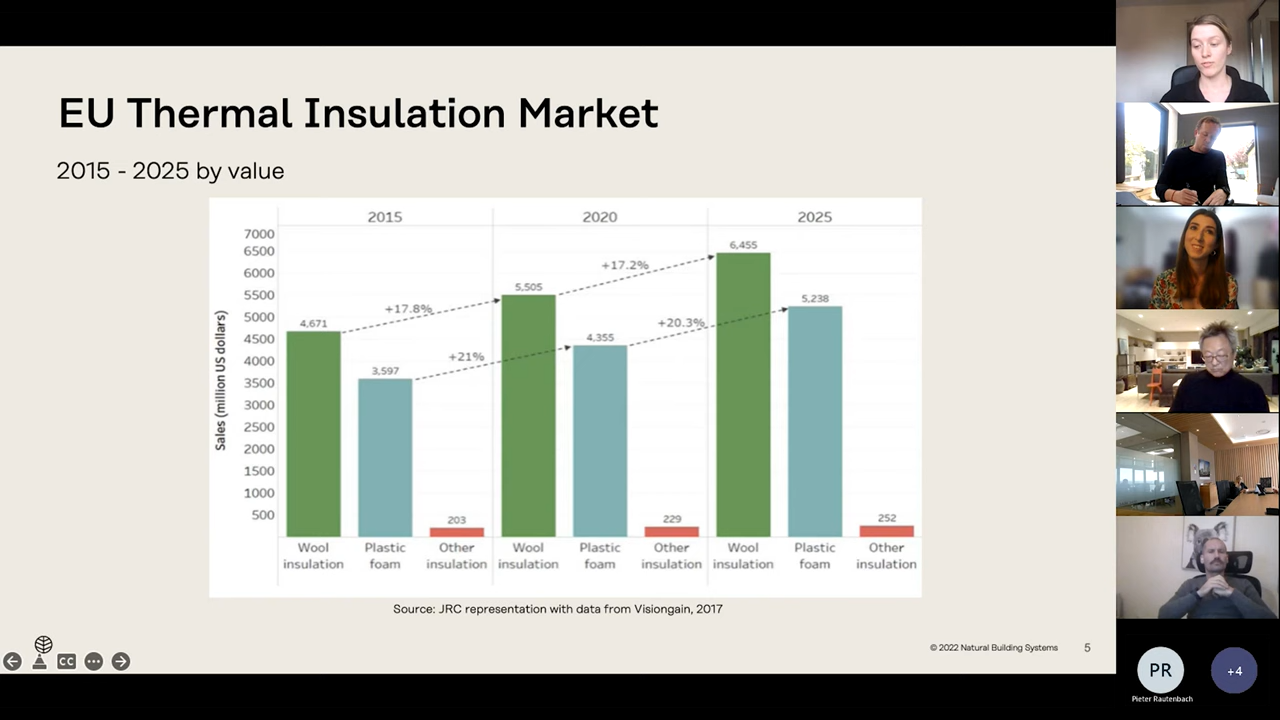 EU Thermal Insulation Market
2015 - 2025 by value
2015 2020 2025
Sales (million US dollars)
7000
6500
6000
5500
5000
4500
4000
3500
3000
2500
2000
1500
1000
500
4,671
3,597
203
5,505
4,355
229
6,455
5,238
252
+17.8%
+21%
+17.2%
+20.3%
Wool Plastic Other Wool Plastic Other Wool Plastic Other
insulation foam insulation insulation foam insulation insulation foam insulation
Source: JRC representation with data from Visiongain, 2017
CC
© 2022 Natural Building Systems 5
PR
Pieter Rautenbach
+4